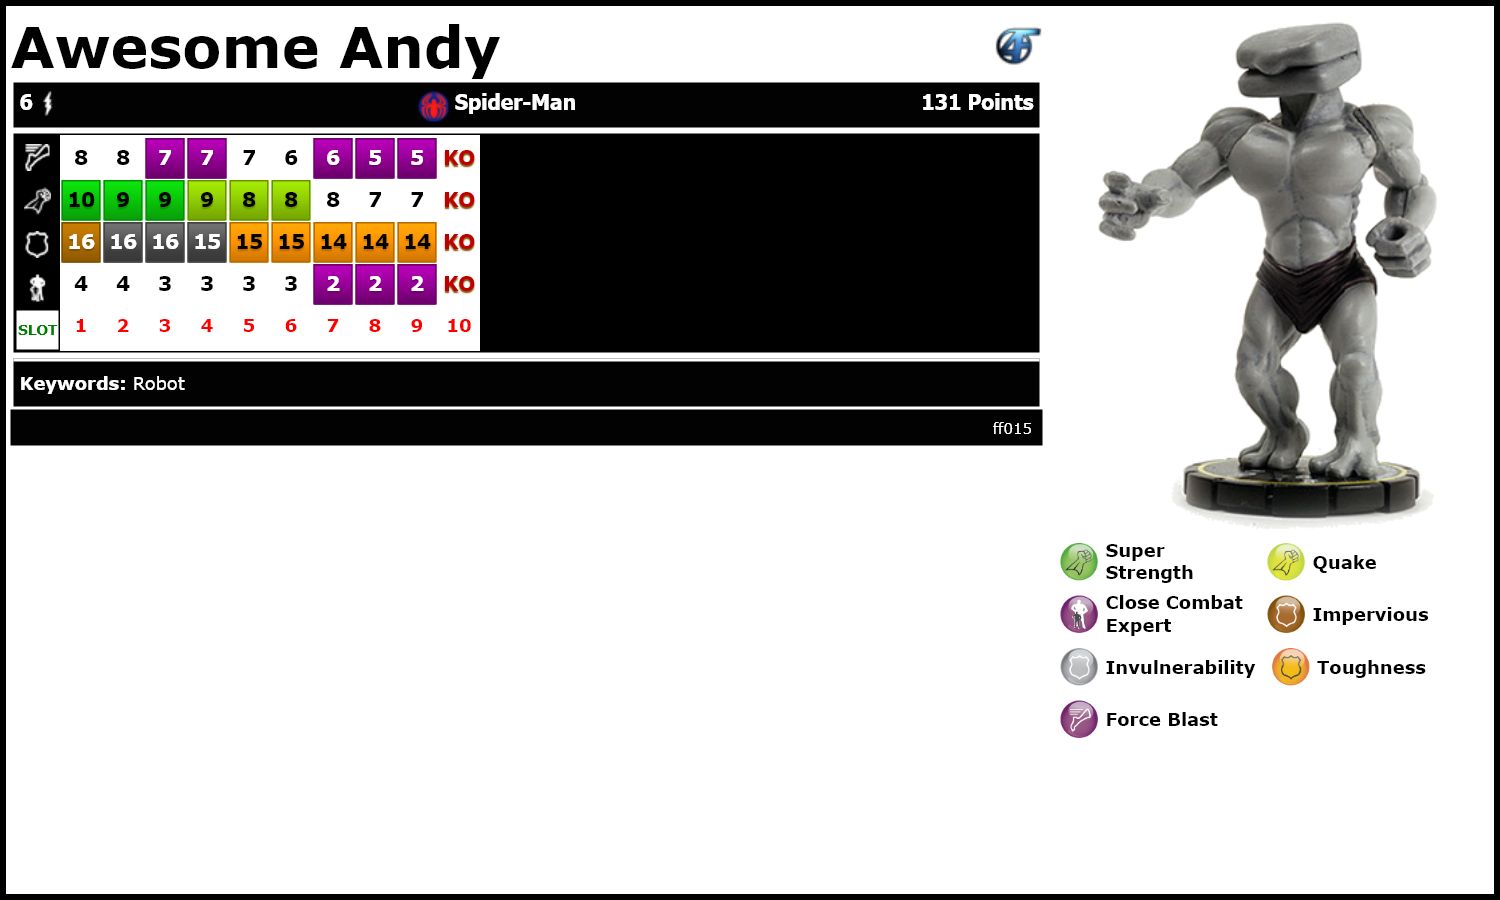 Awesome Andy
6 Spider-Man 131 Points
8 8 7 7 7 6 6 5 5 KO
10 9 9 9 8 8 8 7 7 KO
16 16 16 15 15 15 14 14 14 KO
4 4 3 3 3 3 2 2 2 KO
SLOT 1 2 3 4 5 6 7 8 9 10
Keywords: Robot
ff015
Super
Strength
Quake
Close Combat
Expert
Impervious
Invulnerability
Toughness
Force Blast